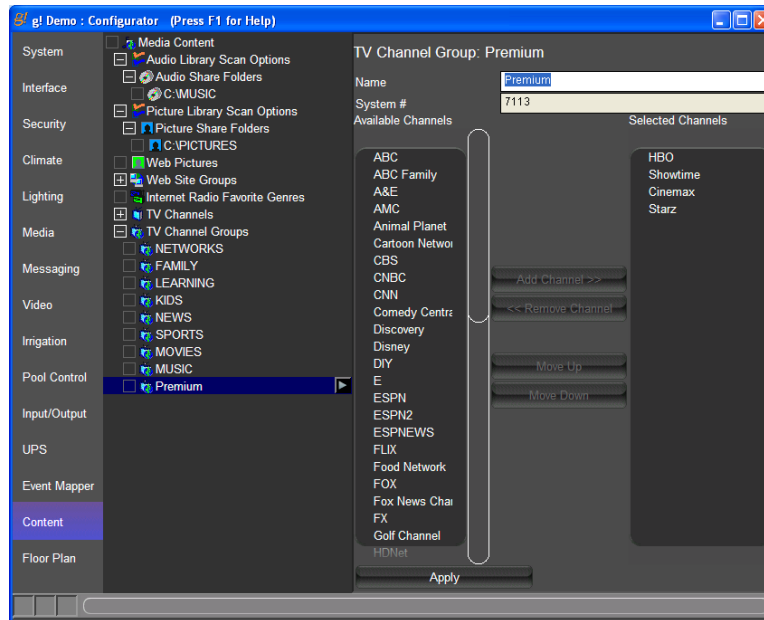 g! g! Demo : Configurator (Press F1 for Help)
System
Interface
Security
Climate
Lighting
Media
Messaging
Video
Irrigation
Pool Control
Input/Output
UPS
Event Mapper
Content
Floor Plan
Media Content
Audio Library Scan Options
Audio Share Folders
C:\MUSIC
Picture Library Scan Options
Picture Share Folders
C:\PICTURES
Web Pictures
Web Site Groups
Internet Radio Favorite Genres
TV Channels
TV Channel Groups
NETWORKS
FAMILY
LEARNING
KIDS
NEWS
SPORTS
MOVIES
MUSIC
Premium
TV Channel Group: Premium
Name Premium
System # 7113
Available Channels
ABC
ABC Family
A&E
AMC
Animal Planet
Cartoon Networ
CBS
CNBC
CNN
Comedy Centra
Discovery
Disney
DIY
E
ESPN
ESPN2
ESPNEWS
FLIX
Food Network
FOX
Fox News Chai
FX
Golf Channel
HDNet
Add Channel >>
<< Remove Channel
Move Up
Move Down
Selected Channels
HBO
Showtime
Cinemax
Starz
Apply